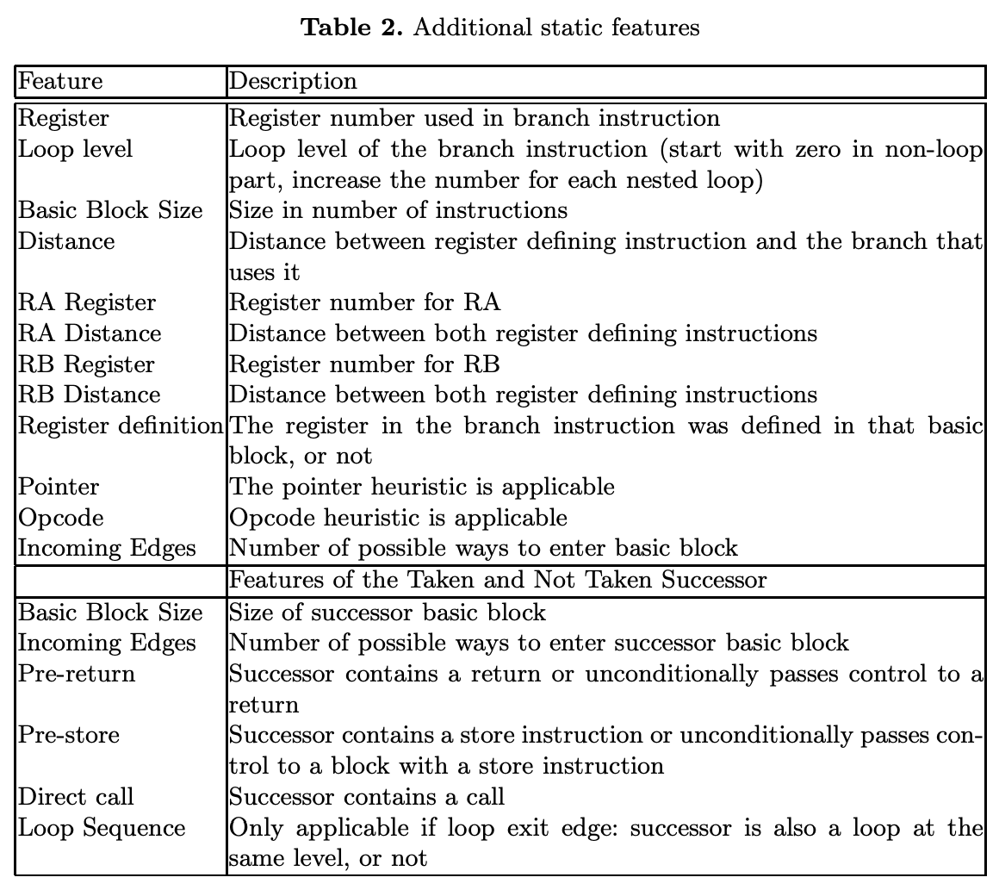 Table 2. Additional static features
Feature Description
Register Register number used in branch instruction
Loop level Loop level of the branch instruction (start with zero in non-loop
part, increase the number for each nested loop)
Basic Block Size Size in number of instructions
Distance Distance between register defining instruction and the branch that
uses it
RA Register Register number for RA
RA Distance Distance between both register defining instructions
RB Register Register number for RB
RB Distance Distance between both register defining instructions
Register definition The register in the branch instruction was defined in that basic
block, or not
Pointer The pointer heuristic is applicable
Opcode Opcode heuristic is applicable
Incoming Edges Number of possible ways to enter basic block
Features of the Taken and Not Taken Successor
Basic Block Size Size of successor basic block
Incoming Edges Number of possible ways to enter successor basic block
Pre-return Successor contains a return or unconditionally passes control to a
return
Pre-store Successor contains a store instruction or unconditionally passes con-
trol to a block with a store instruction
Direct call Successor contains a call
Loop Sequence Only applicable if loop exit edge: successor is also a loop at the
same level, or not